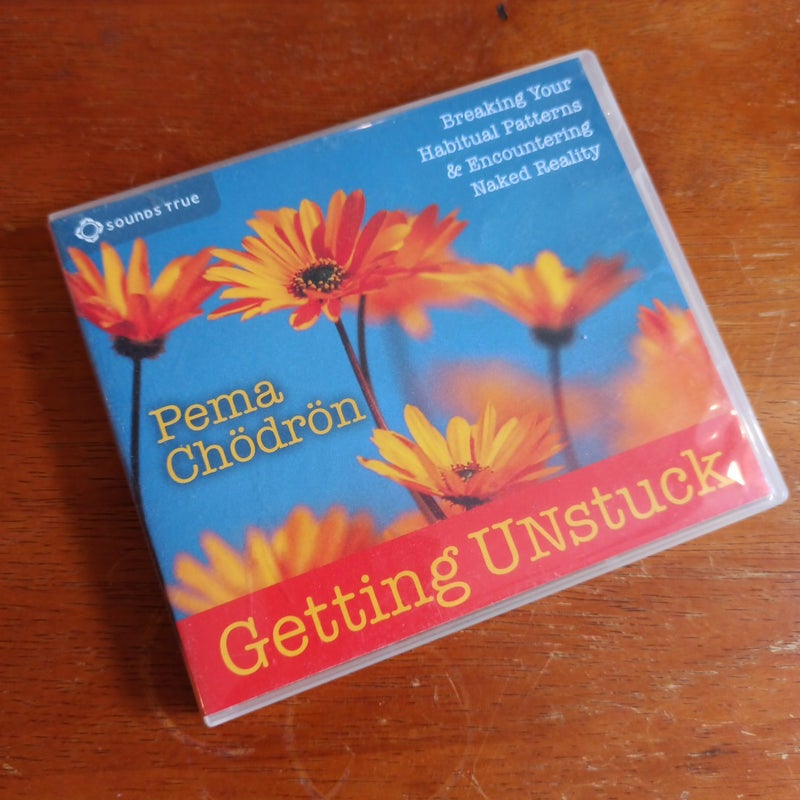 Breaking Your
Habitual Patterns
& Encountering
Naked Reality
SOUNDS TRUE
Pema
Chödrön
Getting UNstuck